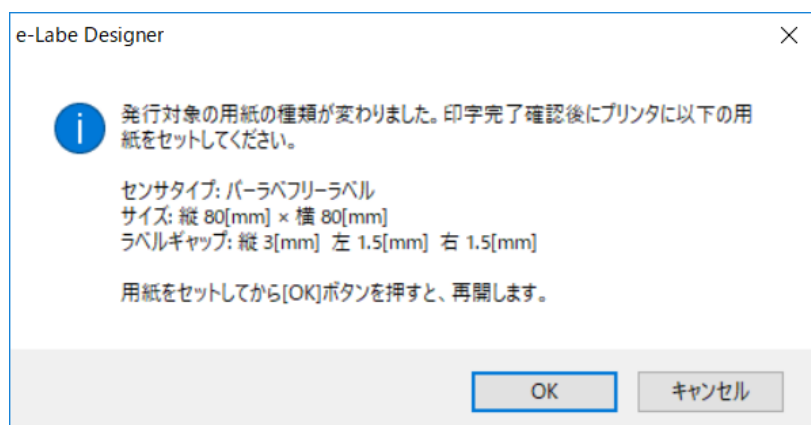 e-Labe Designer
発行対象の用紙の種類が変わりました。印字完了確認後にプリンタに以下の用
紙をセットしてください。
センサタイプ: バーラベフリーラベル
サイズ: 縦 80[mm] × 横 80[mm]
ラベルギャップ: 縦 3[mm] 左 1.5[mm] 右 1.5[mm]
用紙をセットしてから[OK]ボタンを押すと、再開します。
OK
キャンセル